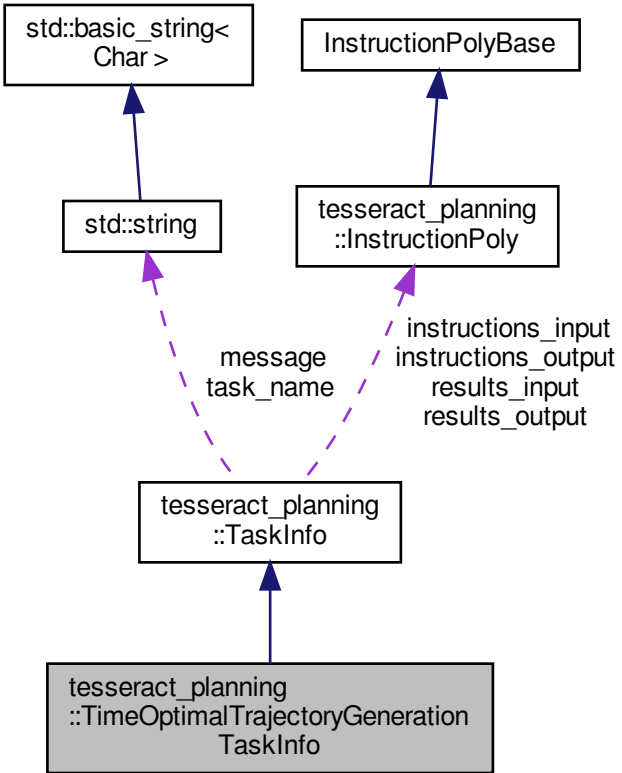 std::basic_string<
Char >
InstructionPolyBase
std::string
tesseract_planning
::InstructionPoly
message
task_name
instructions_input
instructions_output
results_input
results_output
tesseract_planning
::TaskInfo
tesseract_planning
::TimeOptimalTrajectoryGeneration
TaskInfo